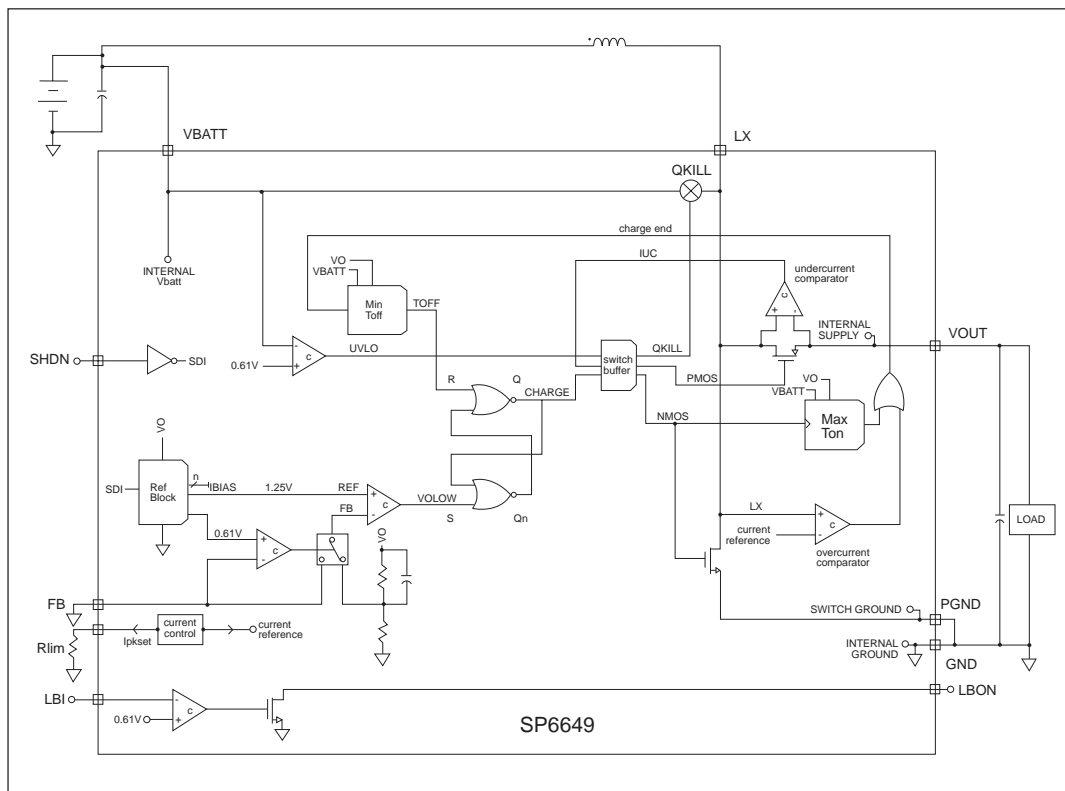 VBATT
LX
QKILL
charge end
IUC
undercurrent
comparator
INTERNAL
Vbatt
VO
VBATT
Min
Toff
TOFF
C
+
-
INTERNAL
SUPPLY
VOUT
SHDN
SDI
0.61V
-
+
c
UVLO
switch
buffer
QKILL
PMOS
NMOS
VO
VBATT
Max
Ton
R
Q
CHARGE
VO
SDI
Ref
Block
n
IBIAS
1.25V
REF
FB
+
-
c
VOLOW
S
Qn
LX
current
reference
+
-
c
overcurrent
comparator
LOAD
0.61V
+
-
c
VO
FB
SWITCH GROUND
PGND
Rlim
Ipkset
current
control
current
reference
INTERNAL
GROUND
GND
LBI
0.61V
-
+
c
LBON
SP6649